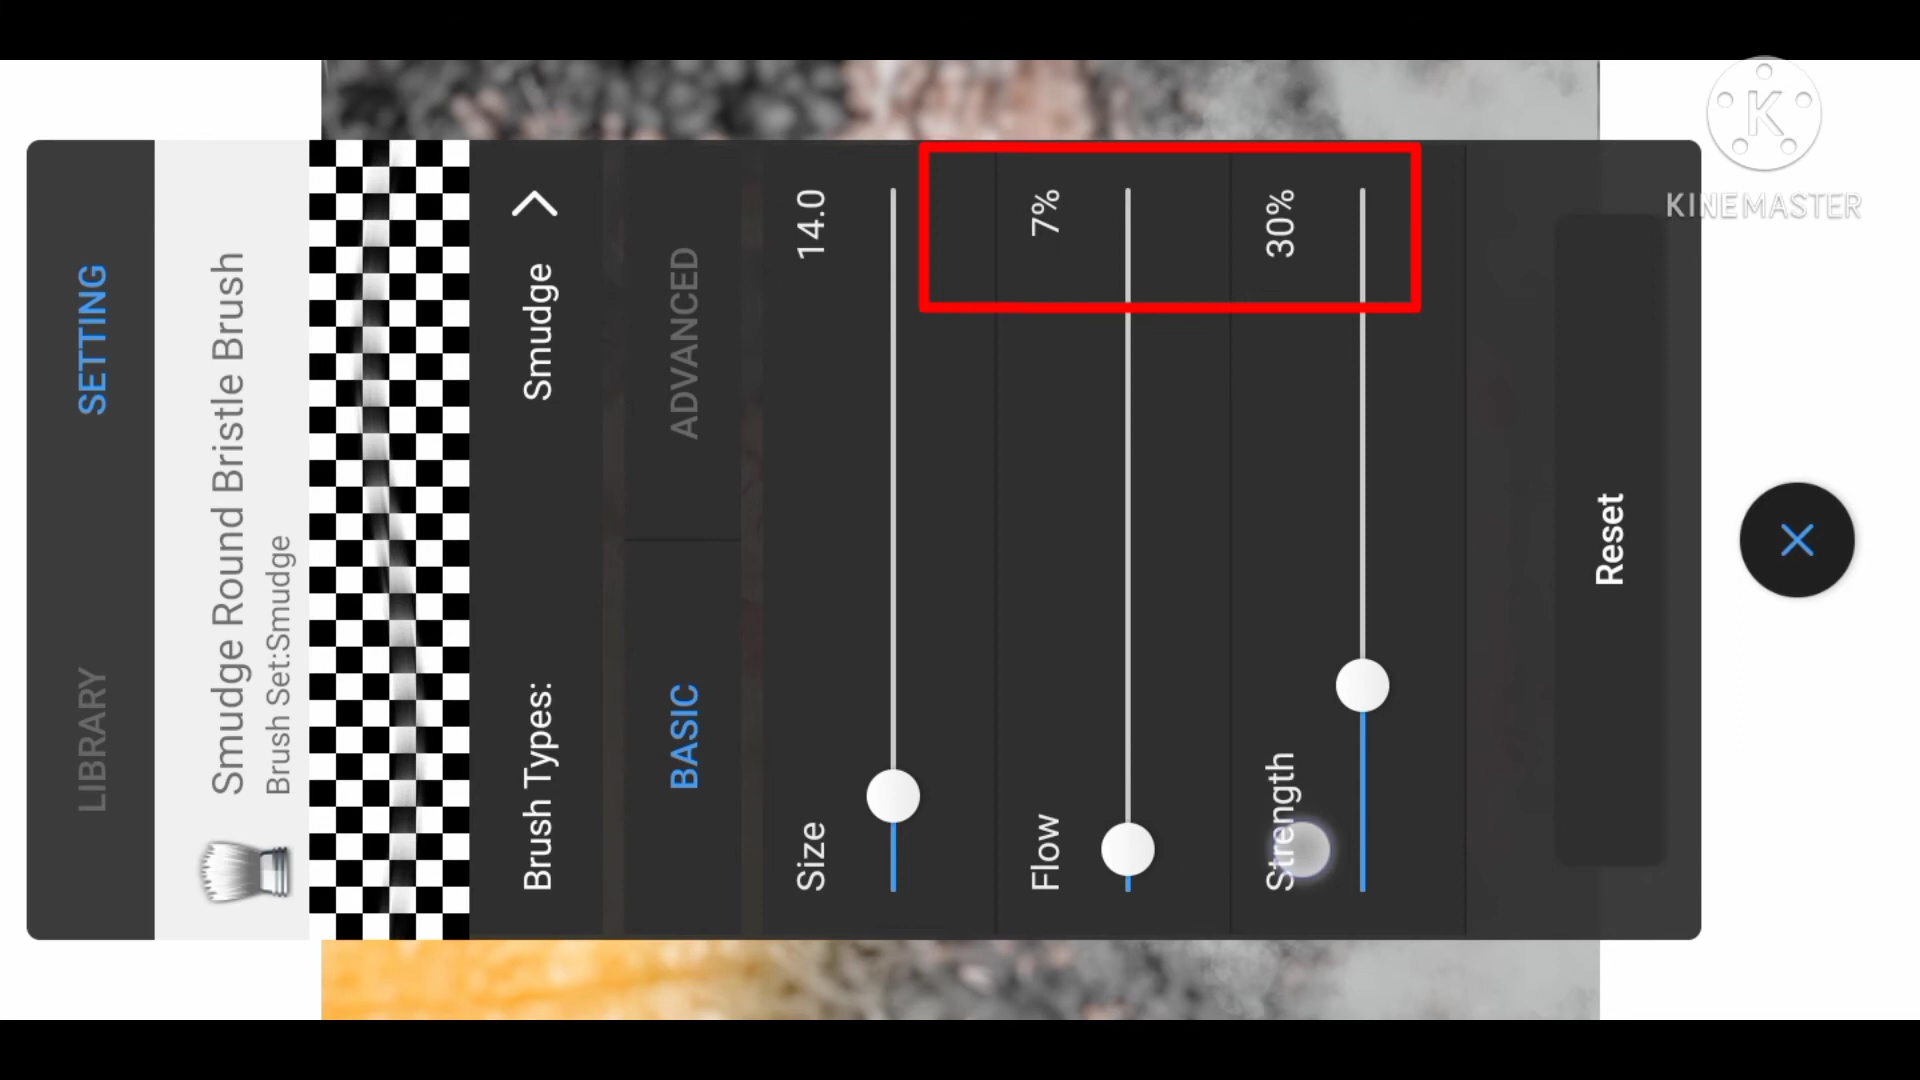 LIBRARY SETTING
Smudge Round Bristle Brush
Brush Set:Smudge
Brush Types: Smudge
BASIC ADVANCED
Size 14.0
Flow 7%
Strength 30%
Reset
K
KINEMASTER